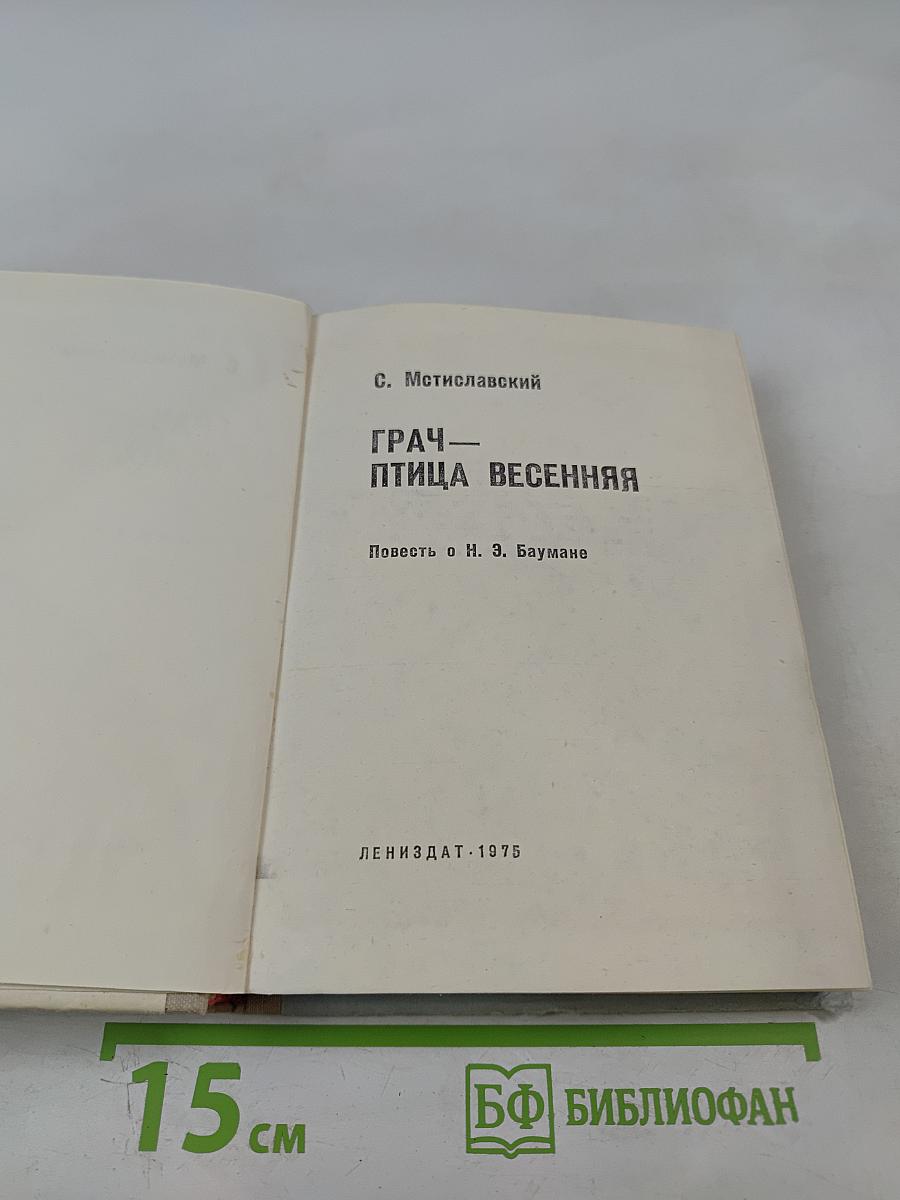 С. Мстиславский
ГРАЧ—
ПТИЦА ВЕСЕННЯЯ
Повесть о Н. Э. Баумане
ЛЕНИЗДАТ·1975
15 см
БФ БИБЛИОФАН